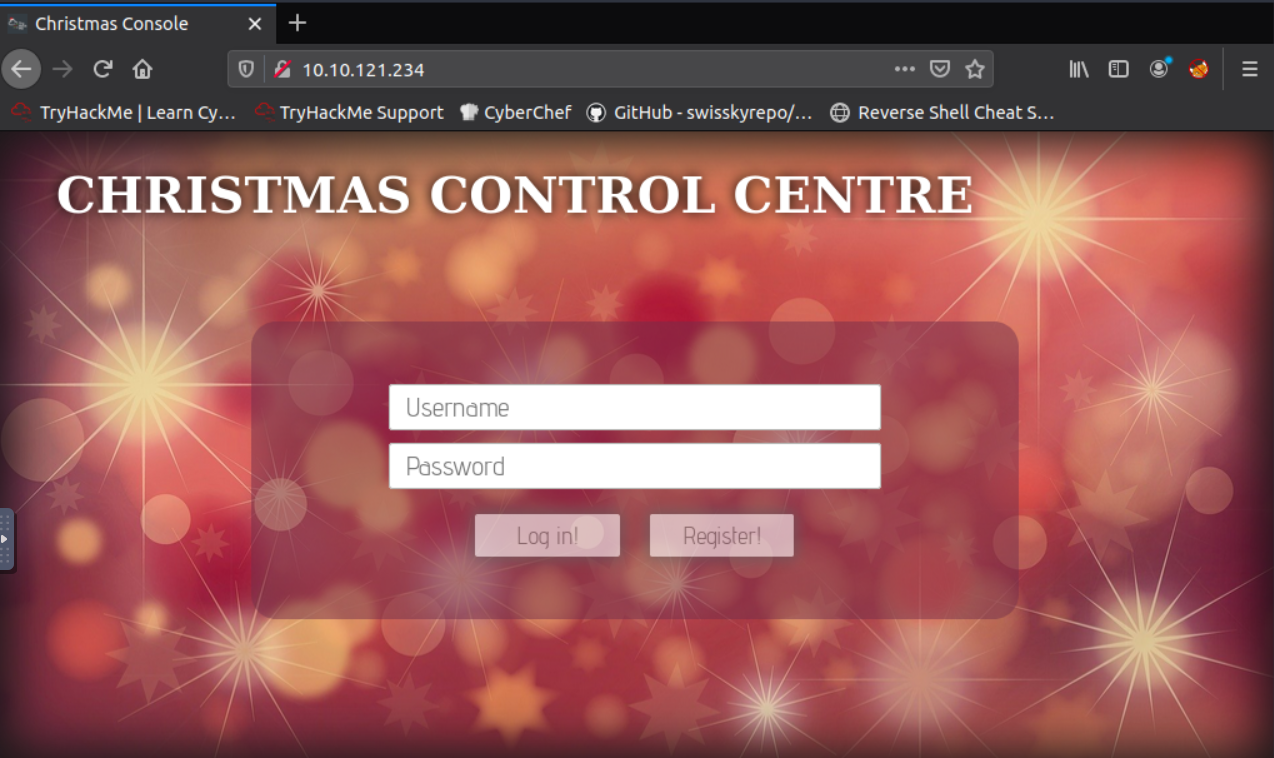 Christmas Console
10.10.121.234
TryHackMe | Learn Cy... TryHackMe Support CyberChef GitHub - swisskyrepo/... Reverse Shell Cheat S...
CHRISTMAS CONTROL CENTRE
Username
Password
Log in! Register!